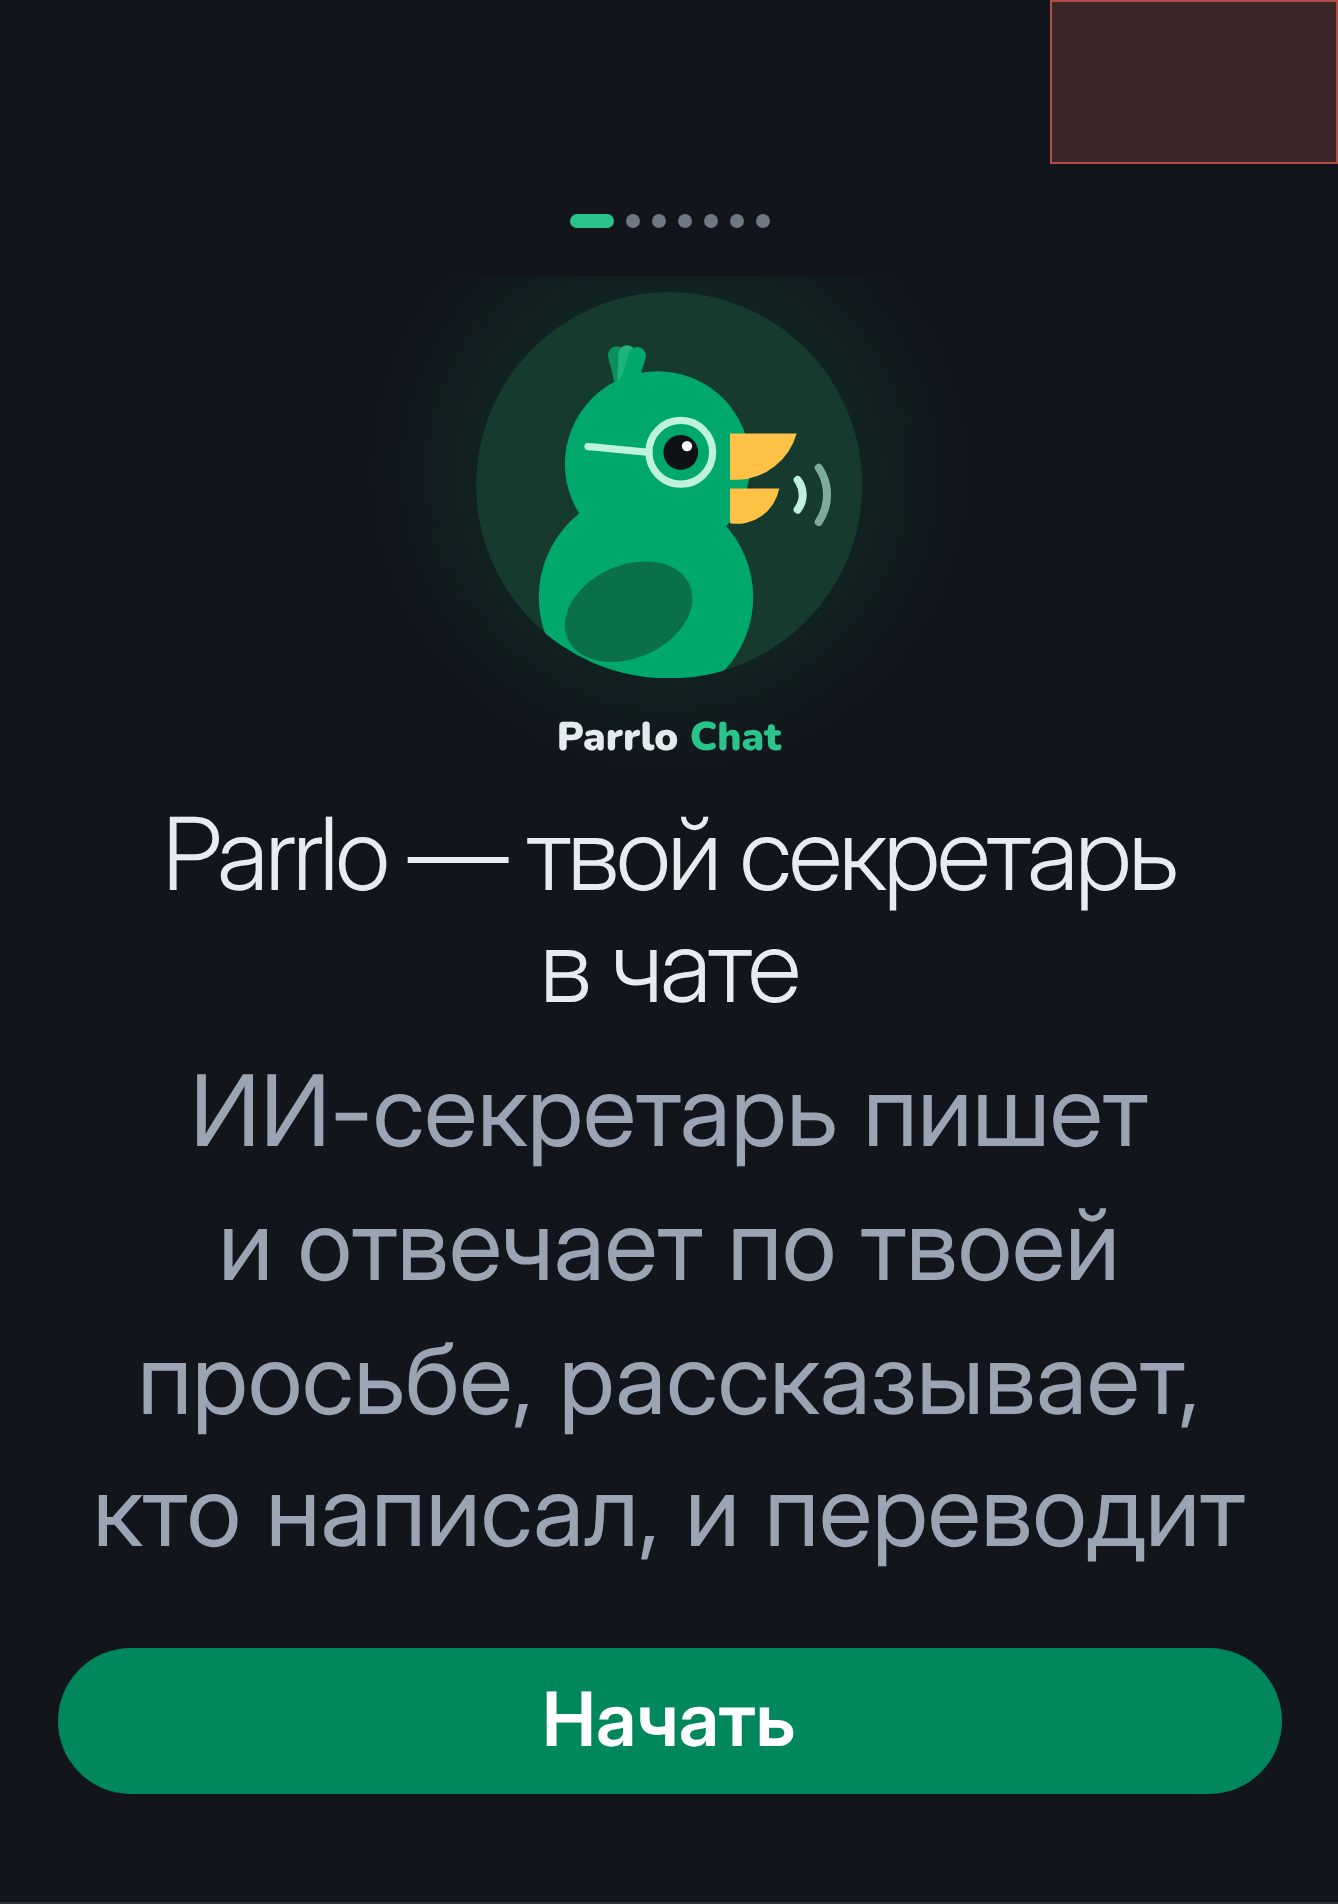 Parrlo Chat
Parrlo — твой секретарь
в чате
ИИ-секретарь пишет
и отвечает по твоей
просьбе, рассказывает,
кто написал, и переводит
Начать